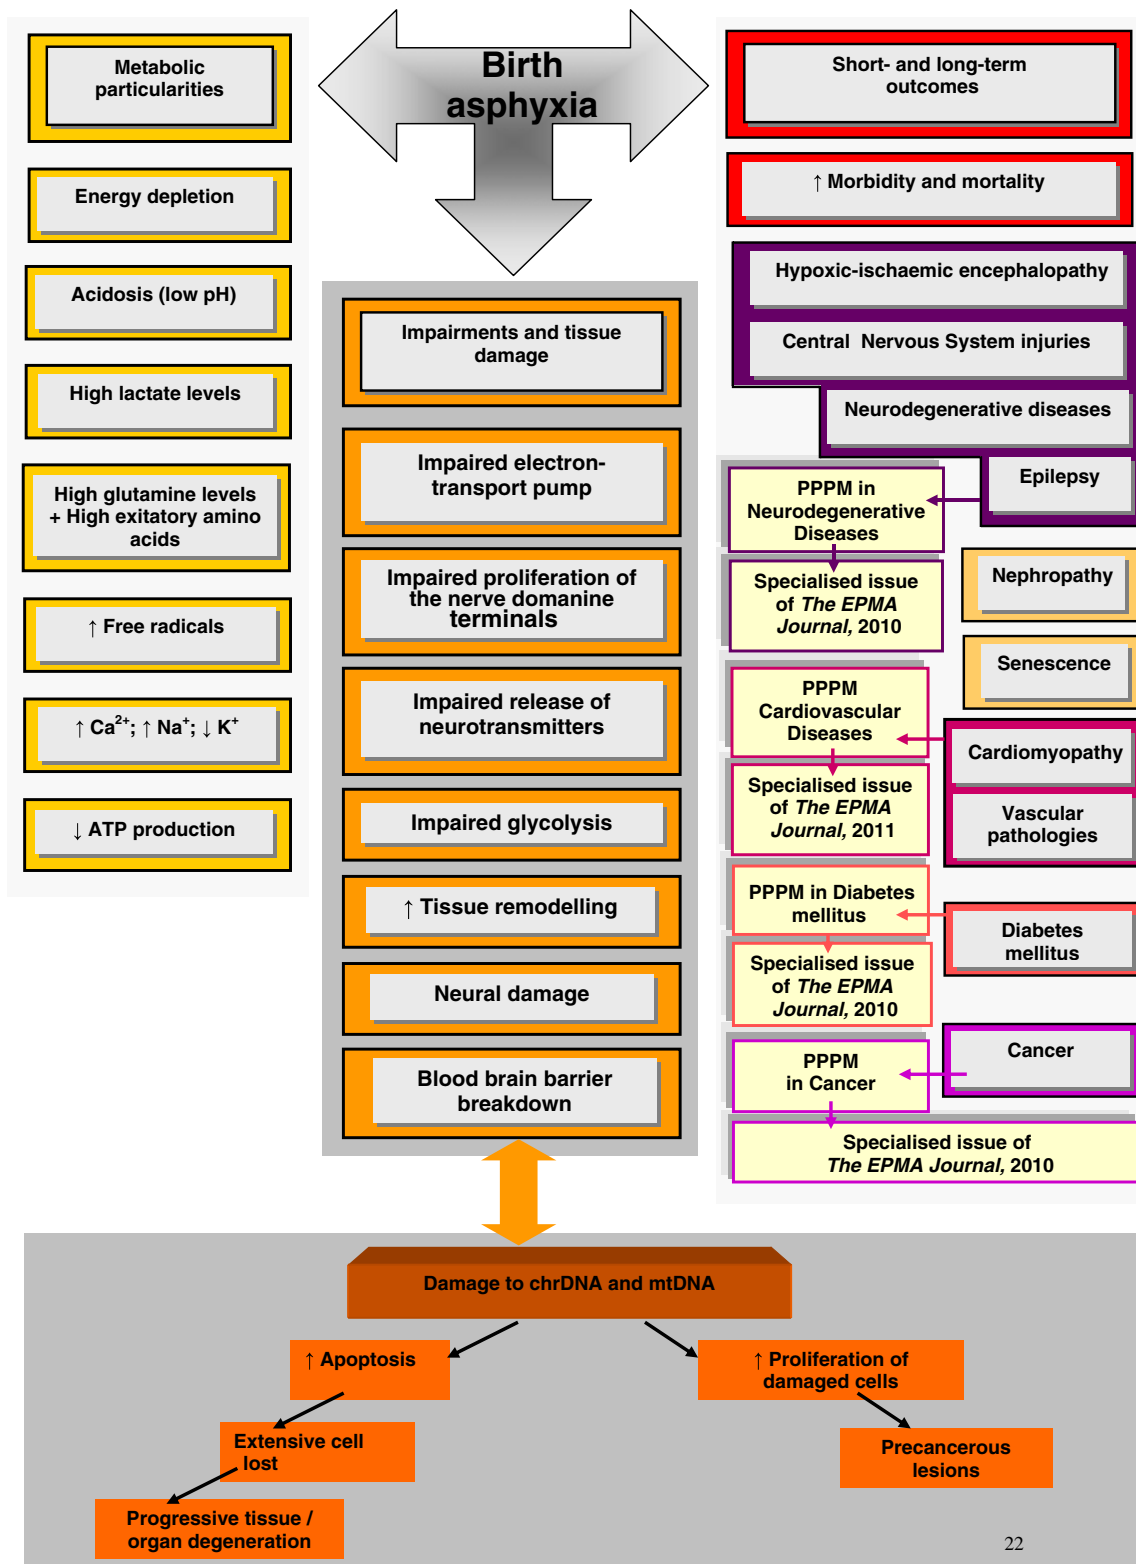 Birth
asphyxia
Metabolic
particularities
Energy depletion
Acidosis (low pH)
High lactate levels
High glutamine levels
+ High exitatory amino
acids
↑ Free radicals
↑ Ca²⁺; ↑ Na⁺; ↓ K⁺
↓ ATP production
Impairments and tissue
damage
Impaired electron-
transport pump
Impaired proliferation of
the nerve domanine
terminals
Impaired release of
neurotransmitters
Impaired glycolysis
↑ Tissue remodelling
Neural damage
Blood brain barrier
breakdown
Short- and long-term
outcomes
↑ Morbidity and mortality
Hypoxic-ischaemic encephalopathy
Central Nervous System injuries
Neurodegenerative diseases
Epilepsy
PPPM in
Neurodegenerative
Diseases
Specialised issue
of The EPMA
Journal, 2010
Nephropathy
Senescence
PPPM
Cardiovascular
Diseases
Specialised issue
of The EPMA
Journal, 2011
Cardiomyopathy
Vascular
pathologies
PPPM in Diabetes
mellitus
Specialised issue
of The EPMA
Journal, 2010
Diabetes
mellitus
PPPM
in Cancer
Cancer
Specialised issue of
The EPMA Journal, 2010
Damage to chrDNA and mtDNA
↑ Apoptosis
Extensive cell
lost
Progressive tissue /
organ degeneration
↑ Proliferation of
damaged cells
Precancerous
lesions
22